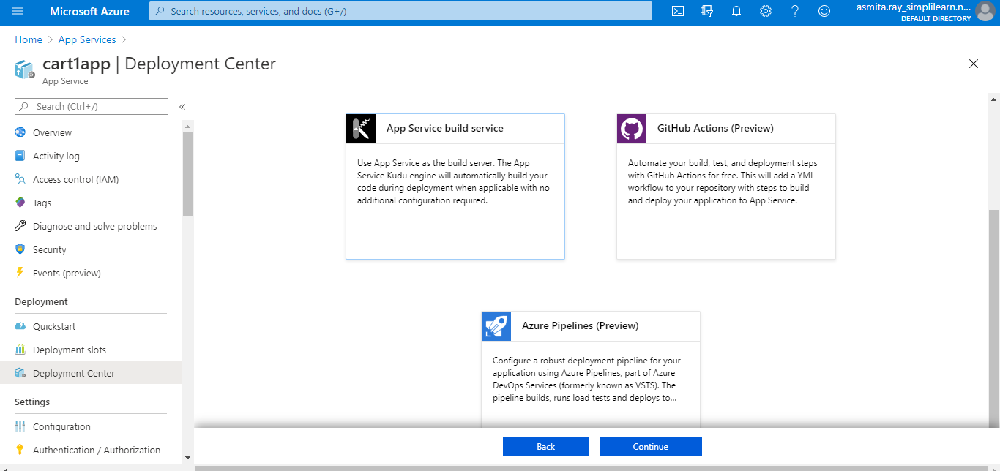 Microsoft Azure
Search resources, services, and docs (G+/)
asmita.ray_simplilearn.n...
DEFAULT DIRECTORY
Home > App Services >
cart1app | Deployment Center
App Service
Search (Ctrl+/)
«
Overview
Activity log
Access control (IAM)
Tags
Diagnose and solve problems
Security
Events (preview)
Deployment
Quickstart
Deployment slots
Deployment Center
Settings
Configuration
Authentication / Authorization
App Service build service
Use App Service as the build server. The App
Service Kudu engine will automatically build your
code during deployment when applicable with no
additional configuration required.
GitHub Actions (Preview)
Automate your build, test, and deployment steps
with GitHub Actions for free. This will add a YML
workflow to your repository with steps to build
and deploy your application to App Service.
Azure Pipelines (Preview)
Configure a robust deployment pipeline for your
application using Azure Pipelines, part of Azure
DevOps Services (formerly known as VSTS). The
pipeline builds, runs load tests and deploys to...
Back
Continue